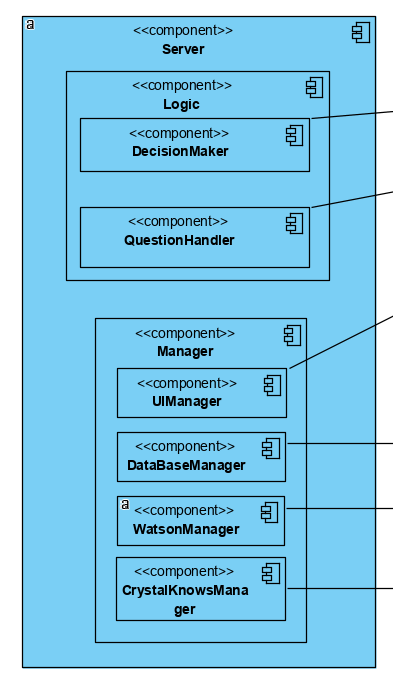 a
<<component>>
Server
<<component>>
Logic
<<component>>
DecisionMaker
<<component>>
QuestionHandler
<<component>>
Manager
<<component>>
UIManager
<<component>>
DataBaseManager
a
<<component>>
WatsonManager
<<component>>
CrystalKnowsMana
ger